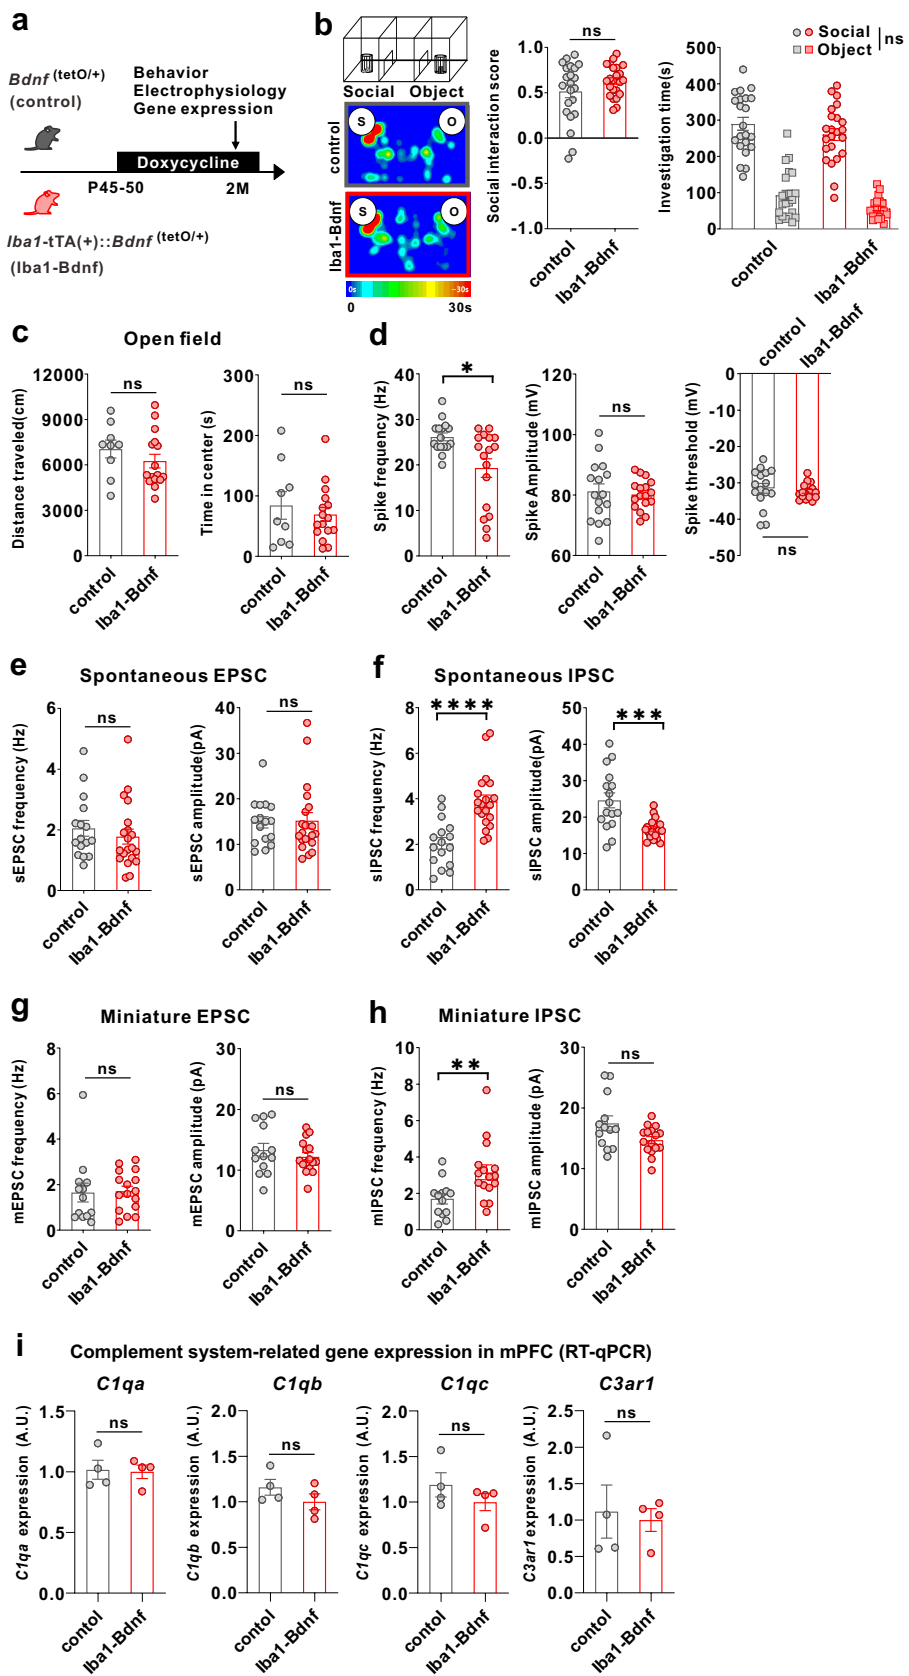 a
Bdnf (tetO/+)
(control)
Behavior
Electrophysiology
Gene expression
Doxycycline
P45-50
2M
Iba1-tTA(+)::Bdnf (tetO/+)
(Iba1-Bdnf)
b
Social
Object
control
S
O
Iba1-Bdnf
S
O
0s
~30s
0
30s
Social interaction score
1.0
0.5
0.0
-0.5
-1.0
ns
control
Iba1-Bdnf
Investigation time(s)
500
400
300
200
100
0
Social
Object
ns
control
Iba1-Bdnf
c
Open field
Distance traveled(cm)
12000
9000
6000
3000
0
ns
control
Iba1-Bdnf
Time in center (s)
300
200
100
0
ns
control
Iba1-Bdnf
d
Spike frequency (Hz)
40
30
20
10
0
*
control
Iba1-Bdnf
Spike Amplitude (mV)
120
100
80
60
ns
control
Iba1-Bdnf
Spike threshold (mV)
control
Iba1-Bdnf
0
-10
-20
-30
-40
-50
ns
e
Spontaneous EPSC
sEPSC frequency (Hz)
6
4
2
0
ns
control
Iba1-Bdnf
sEPSC amplitude(pA)
40
30
20
10
0
ns
control
Iba1-Bdnf
f
Spontaneous IPSC
sIPSC frequency (Hz)
8
6
4
2
0
****
control
Iba1-Bdnf
sIPSC amplitude(pA)
50
40
30
20
10
0
***
control
Iba1-Bdnf
g
Miniature EPSC
mEPSC frequency (Hz)
8
6
4
2
0
ns
control
Iba1-Bdnf
mEPSC amplitude (pA)
30
20
10
0
ns
control
Iba1-Bdnf
h
Miniature IPSC
mIPSC frequency (Hz)
10
8
6
4
2
0
**
control
Iba1-Bdnf
mIPSC amplitude (pA)
30
20
10
0
ns
control
Iba1-Bdnf
i
Complement system-related gene expression in mPFC (RT-qPCR)
C1qa
C1qa expression (A.U.)
1.5
1.0
0.5
0.0
ns
contol
Iba1-Bdnf
C1qb
C1qb expression (A.U.)
2.0
1.5
1.0
0.5
0.0
ns
contol
Iba1-Bdnf
C1qc
C1qc expression (A.U.)
2.0
1.5
1.0
0.5
0.0
ns
contol
Iba1-Bdnf
C3ar1
C3ar1 expression (A.U.)
2.5
2.0
1.5
1.0
0.5
0.0
ns
contol
Iba1-Bdnf